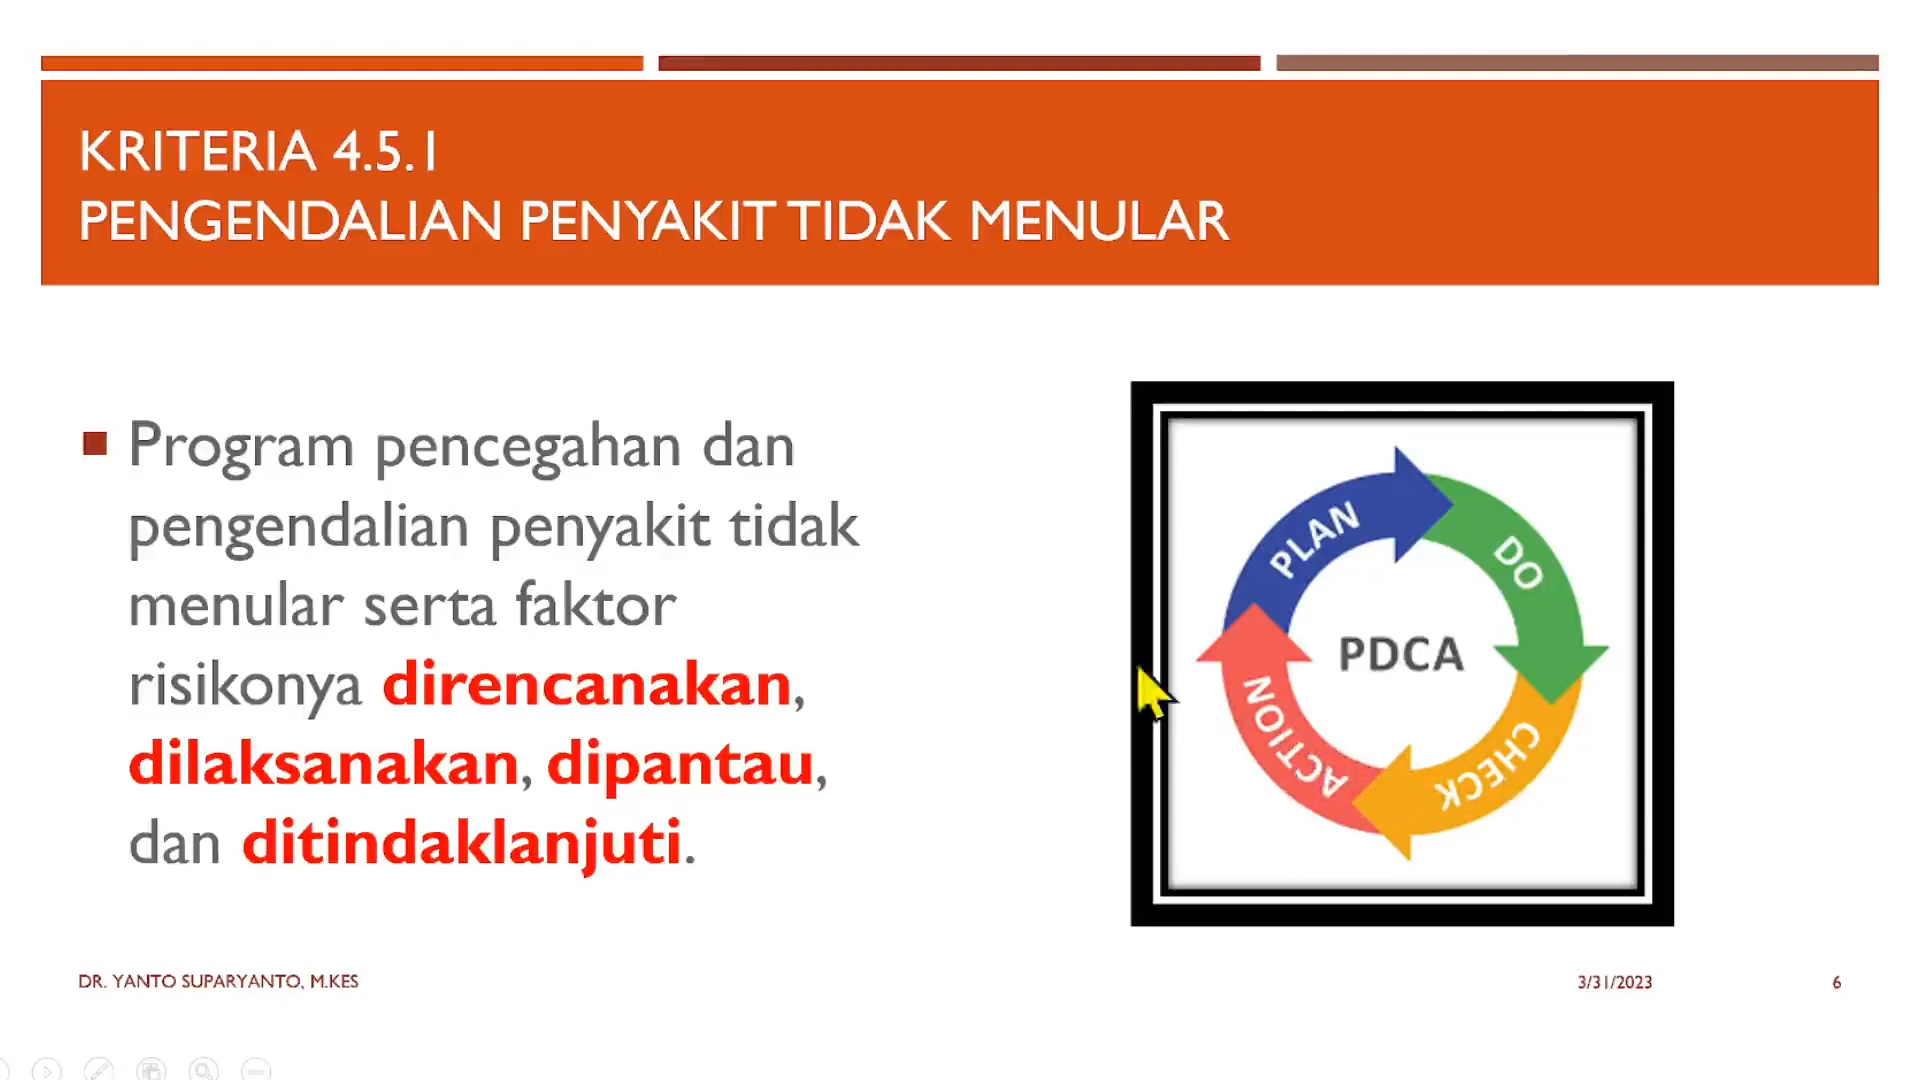 KRITERIA 4.5.1
PENGENDALIAN PENYAKIT TIDAK MENULAR
Program pencegahan dan
pengendalian penyakit tidak
menular serta faktor
risikonya direncanakan,
dilaksanakan, dipantau,
dan ditindaklanjuti.
PLAN
DO
PDCA
CHECK
ACTION
DR. YANTO SUPARYANTO, M.KES
3/31/2023
6